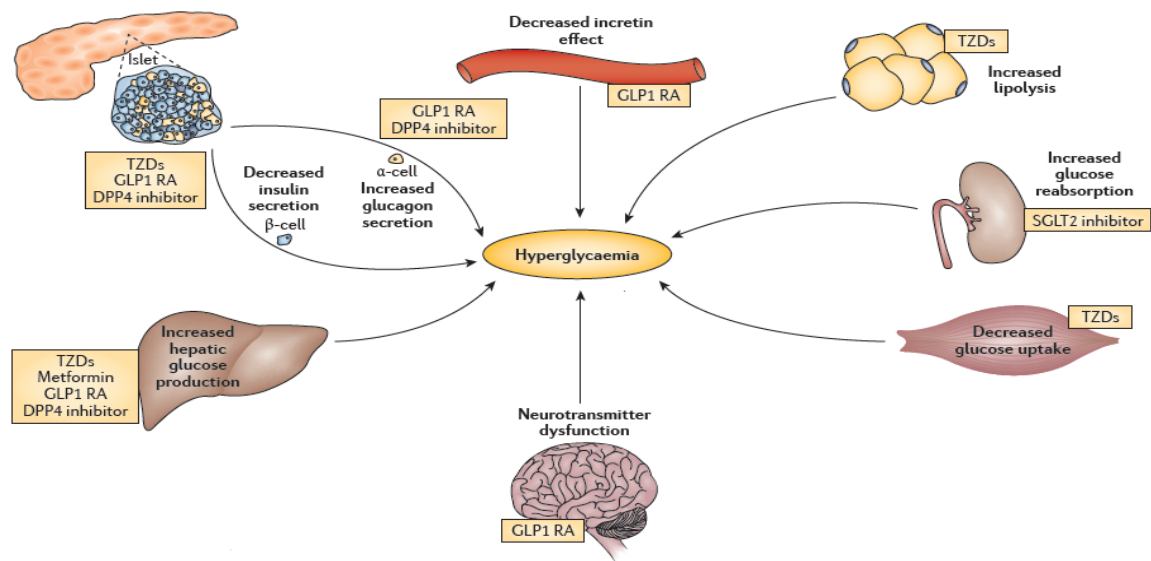 Islet
TZDs
GLP1 RA
DPP4 inhibitor
Decreased
insulin
secretion
β-cell
GLP1 RA
DPP4 inhibitor
α-cell
Increased
glucagon
secretion
Decreased incretin
effect
GLP1 RA
TZDs
Increased
lipolysis
Increased
glucose
reabsorption
SGLT2 inhibitor
Hyperglycaemia
TZDs
Decreased
glucose uptake
Increased
hepatic
glucose
production
TZDs
Metformin
GLP1 RA
DPP4 inhibitor
Neurotransmitter
dysfunction
GLP1 RA